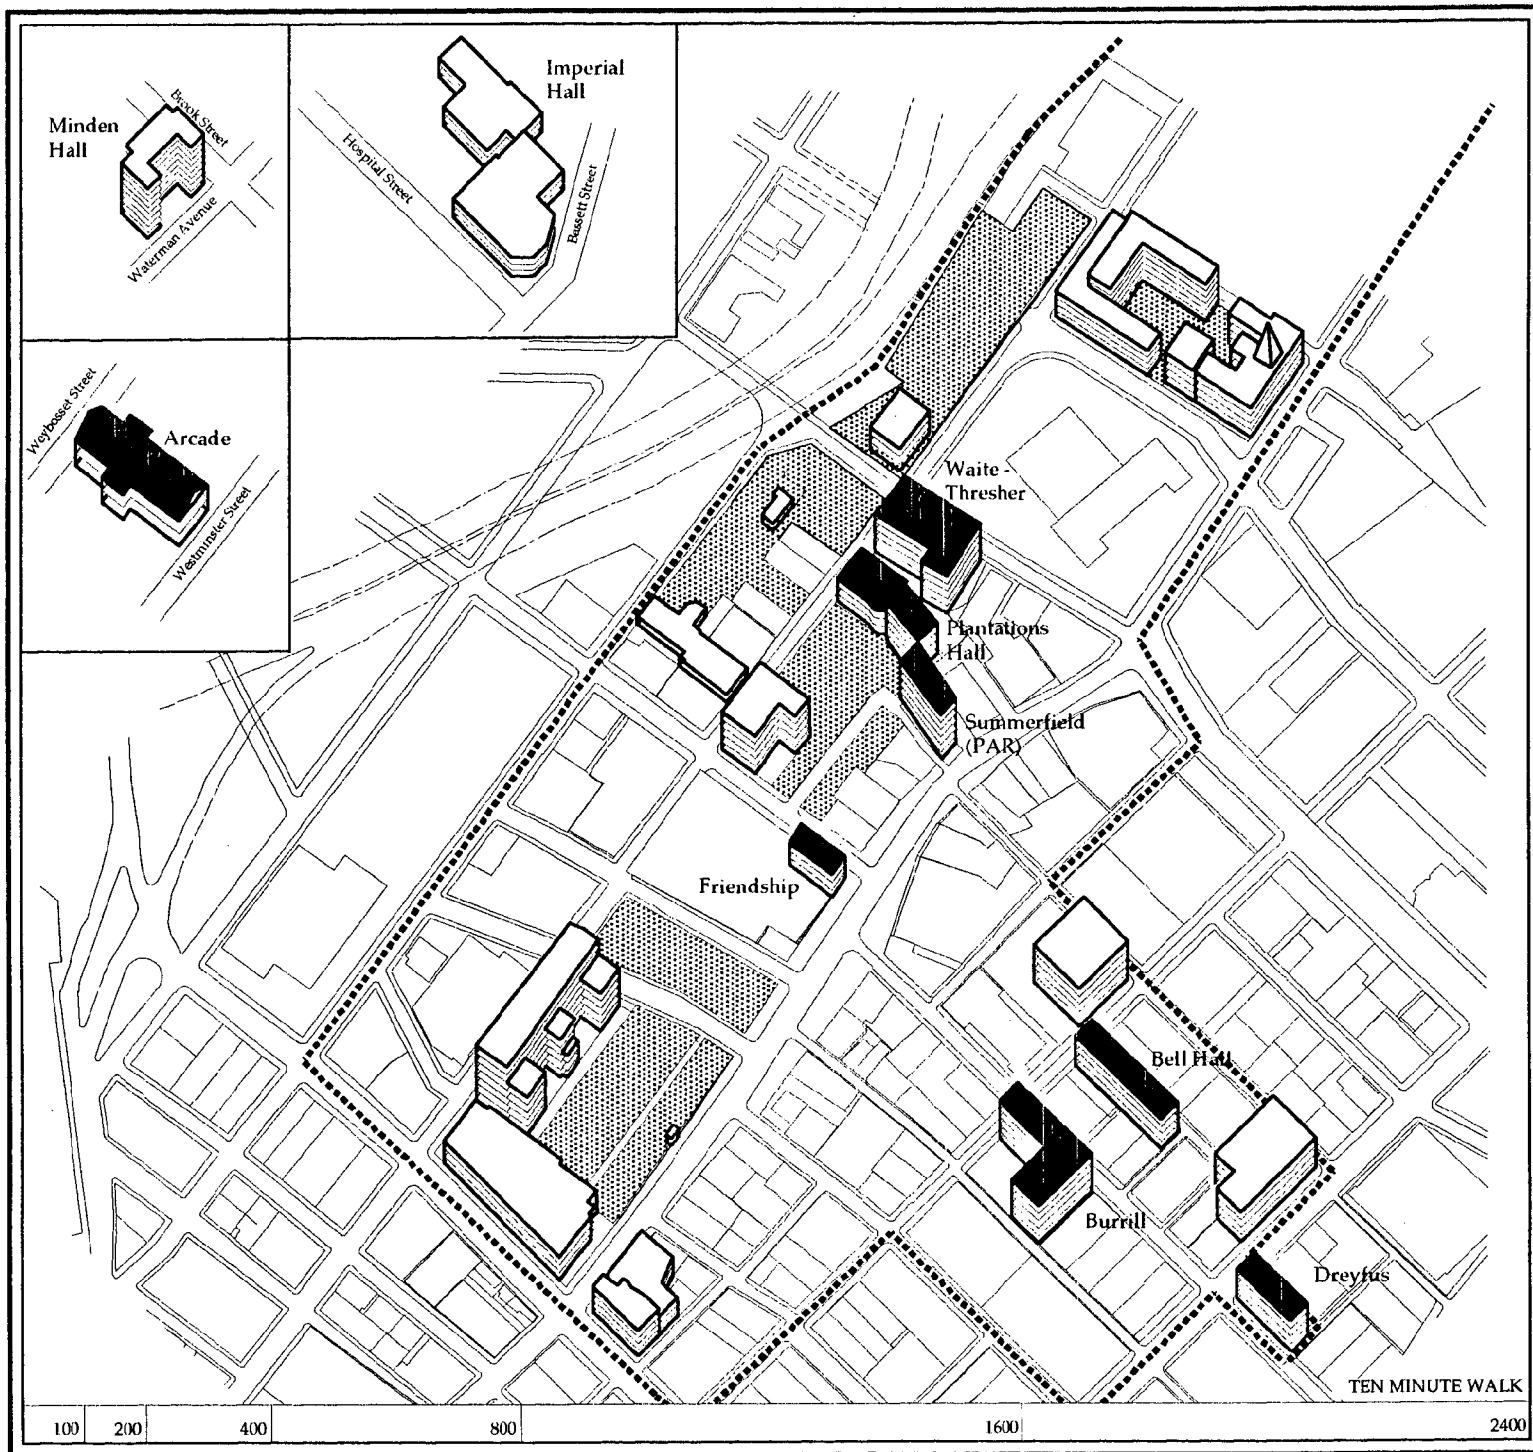 Minden
Hall
Brook Street
Waterman Avenue
Imperial
Hall
Hospital Street
Bassett Street
Weybosset Street
Arcade
Westminster Street
Waite -
Thresher
Plantations
Hall
Summerfield
(PAR)
Friendship
Bell Hall
Burrill
Dreyfus
TEN MINUTE WALK
100 200 400 800 1600 2400